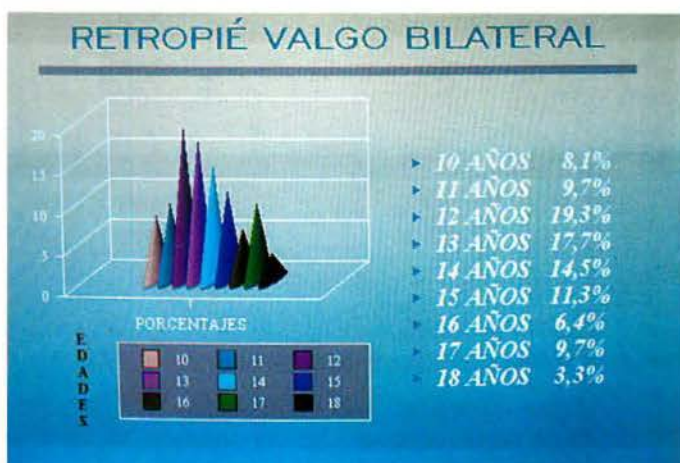 RETROPIÉ VALGO BILATERAL
20
15
10
5
0
PORCENTAJES
▸ 10 AÑOS 8,1%
▸ 11 AÑOS 9,7%
▸ 12 AÑOS 19,3%
▸ 13 AÑOS 17,7%
▸ 14 AÑOS 14,5%
▸ 15 AÑOS 11,3%
▸ 16 AÑOS 6,4%
▸ 17 AÑOS 9,7%
▸ 18 AÑOS 3,3%
EDADES
10 11 12
13 14 15
16 17 18